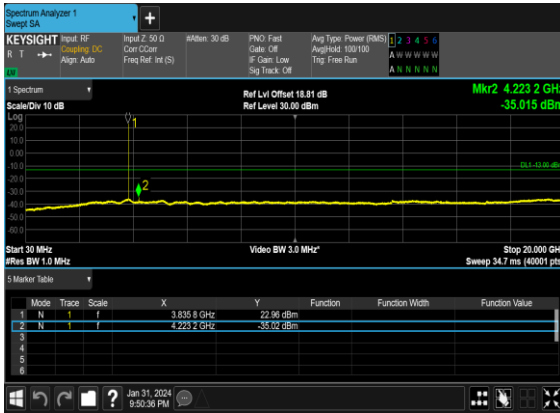 Spectrum Analyzer 1
Swept SA
+
KEYSIGHT Input: RF Input Z: 50 Ω #Atten: 30 dB PNO: Fast Avg Type: Power (RMS) 1 2 3 4 5 6
R T Coupling: DC Corr CCorr Gate: Off Avg|Hold: 100/100 A W W W W W
Align: Auto Freq Ref: Int (S) IF Gain: Low Trig: Free Run
Sig Track: Off A N N N N N
1 Spectrum
Ref Lvl Offset 18.81 dB Mkr2 4.223 2 GHz
Scale/Div 10 dB Ref Level 30.00 dBm -35.015 dBm
Log
20.0
10.0
0.00
-10.0
-20.0
-30.0
-40.0
-50.0
-60.0
1
2
DL1 -13.00 dBm
Start 30 MHz Video BW 3.0 MHz* Stop 20.000 GHz
#Res BW 1.0 MHz Sweep 34.7 ms (40001 pts)
5 Marker Table
Mode Trace Scale X Y Function Function Width Function Value
1 N 1 f 3.835 8 GHz 22.96 dBm
2 N 1 f 4.223 2 GHz -35.02 dBm
3
4
5
6
?
Jan 31, 2024
9:50:36 PM